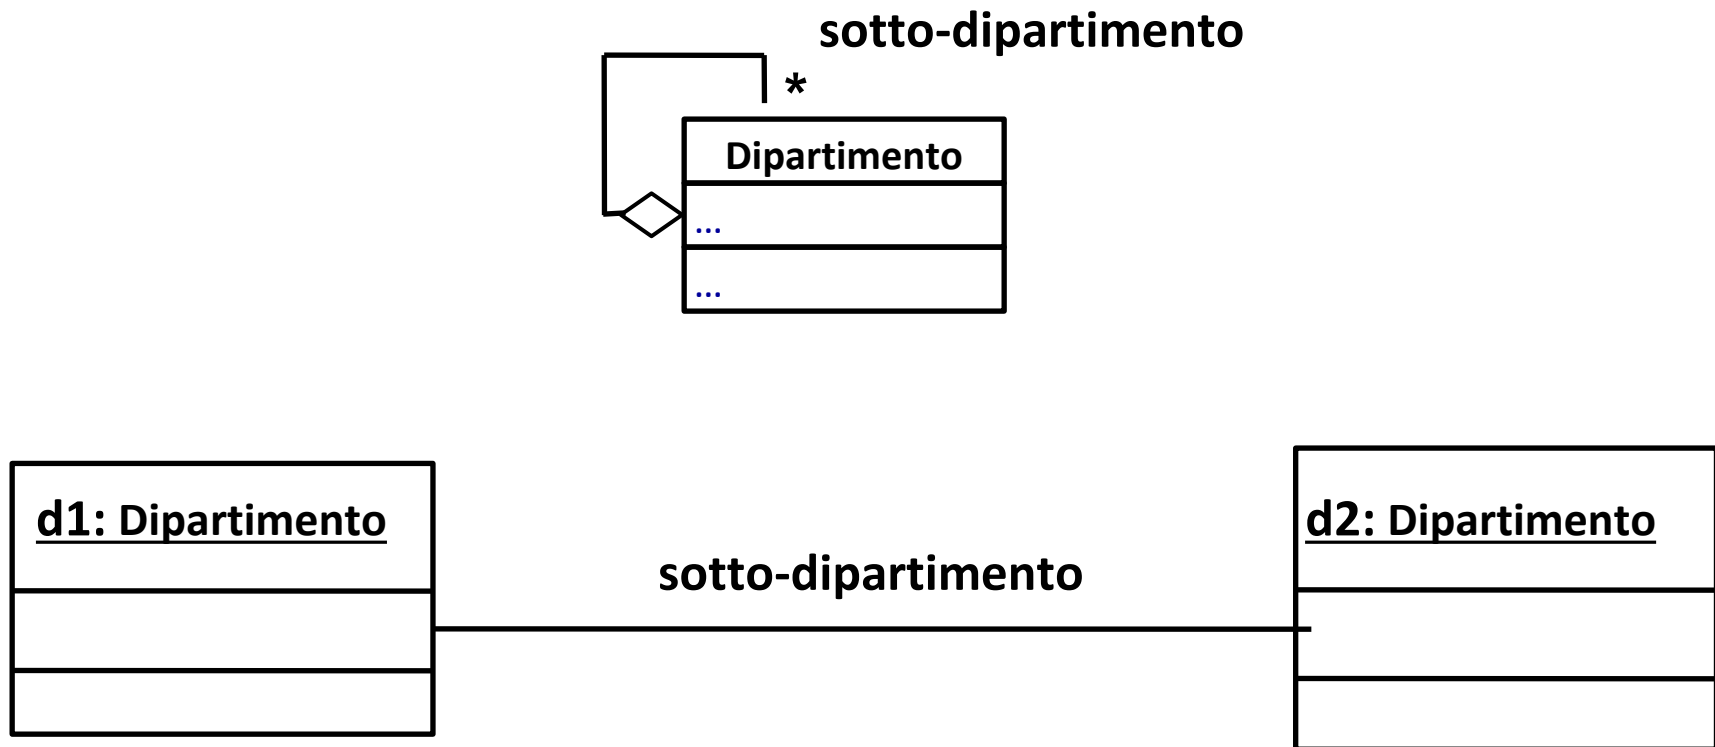 sotto-dipartimento
*
Dipartimento
...
...
d1: Dipartimento
d2: Dipartimento
sotto-dipartimento